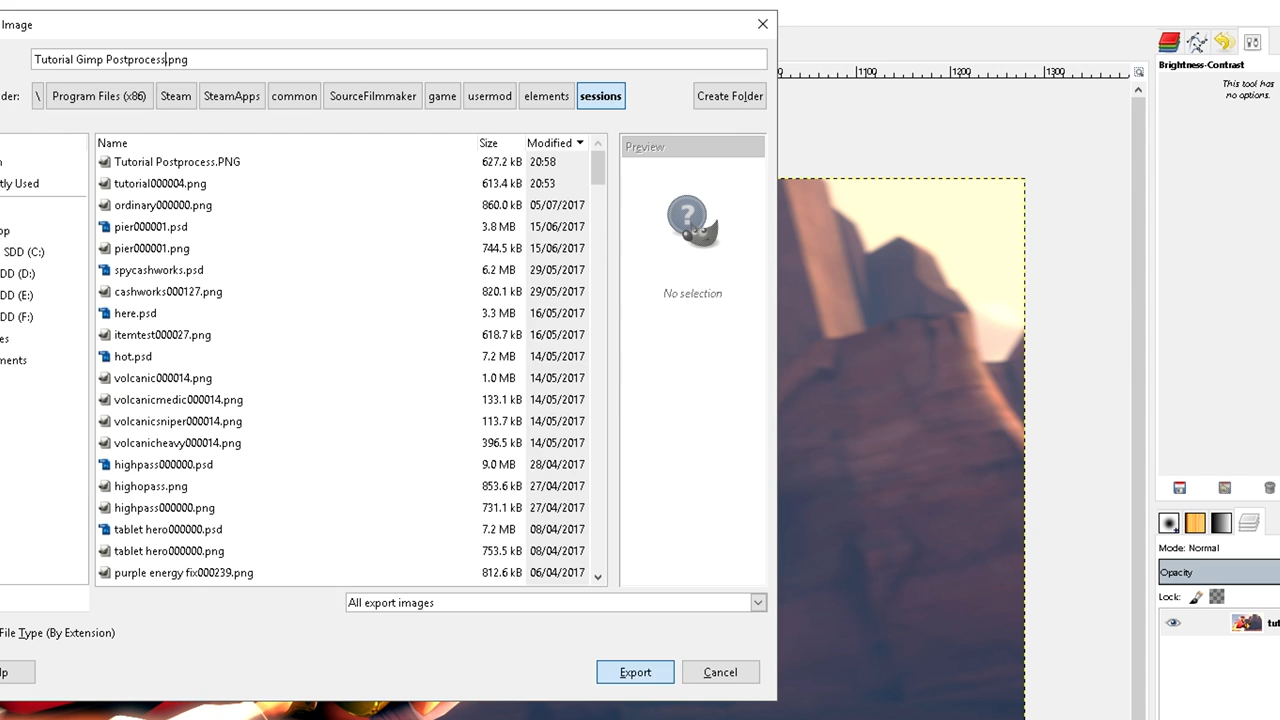 Image
Tutorial Gimp Postprocess.png
der: \ Program Files (x86) Steam SteamApps common SourceFilmmaker game usermod elements sessions Create Folder
Name Size Modified
Preview
Tutorial Postprocess.PNG 627.2 kB 20:58
tutorial000004.png 613.4 kB 20:53
ordinary000000.png 860.0 kB 05/07/2017
pier000001.psd 3.8 MB 15/06/2017
pier000001.png 744.5 kB 15/06/2017
spycashworks.psd 6.2 MB 29/05/2017
cashworks000127.png 820.1 kB 29/05/2017
here.psd 3.3 MB 16/05/2017
itemtest000027.png 618.7 kB 16/05/2017
hot.psd 7.2 MB 14/05/2017
volcanic000014.png 1.0 MB 14/05/2017
volcanicmedic000014.png 133.1 kB 14/05/2017
volcanicsniper000014.png 113.7 kB 14/05/2017
volcanicheavy000014.png 396.5 kB 14/05/2017
highpass000000.psd 9.0 MB 28/04/2017
highopass.png 853.6 kB 27/04/2017
highpass000000.png 731.1 kB 27/04/2017
tablet hero000000.psd 7.2 MB 08/04/2017
tablet hero000000.png 753.5 kB 08/04/2017
purple energy fix000239.png 812.6 kB 06/04/2017
n
tly Used
op
SDD (C:)
DD (D:)
DD (E:)
DD (F:)
es
ments
?
No selection
All export images
File Type (By Extension)
lp
Export
Cancel
0 1100 1200 1300
Brightness-Contrast
This tool has
no options.
Mode: Normal
Opacity
Lock:
tut